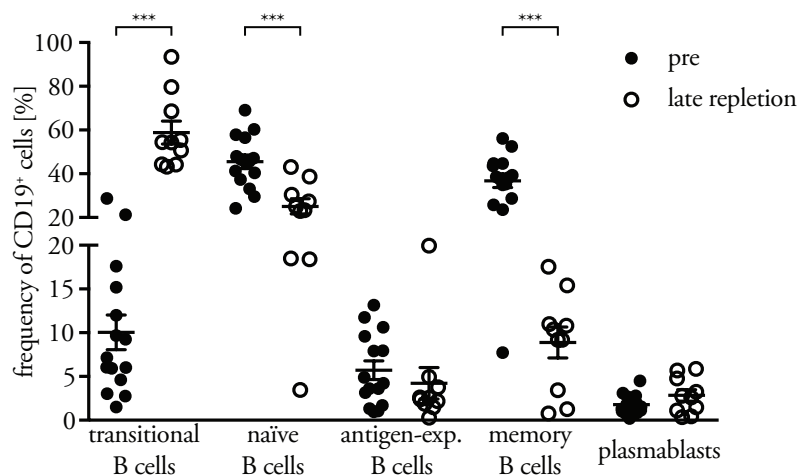 *** *** ***
pre
late repletion
frequency of CD19⁺ cells [%]
100
80
60
40
20
20
15
10
5
0
transitional
B cells
naïve
B cells
antigen-exp.
B cells
memory
B cells
plasmablasts